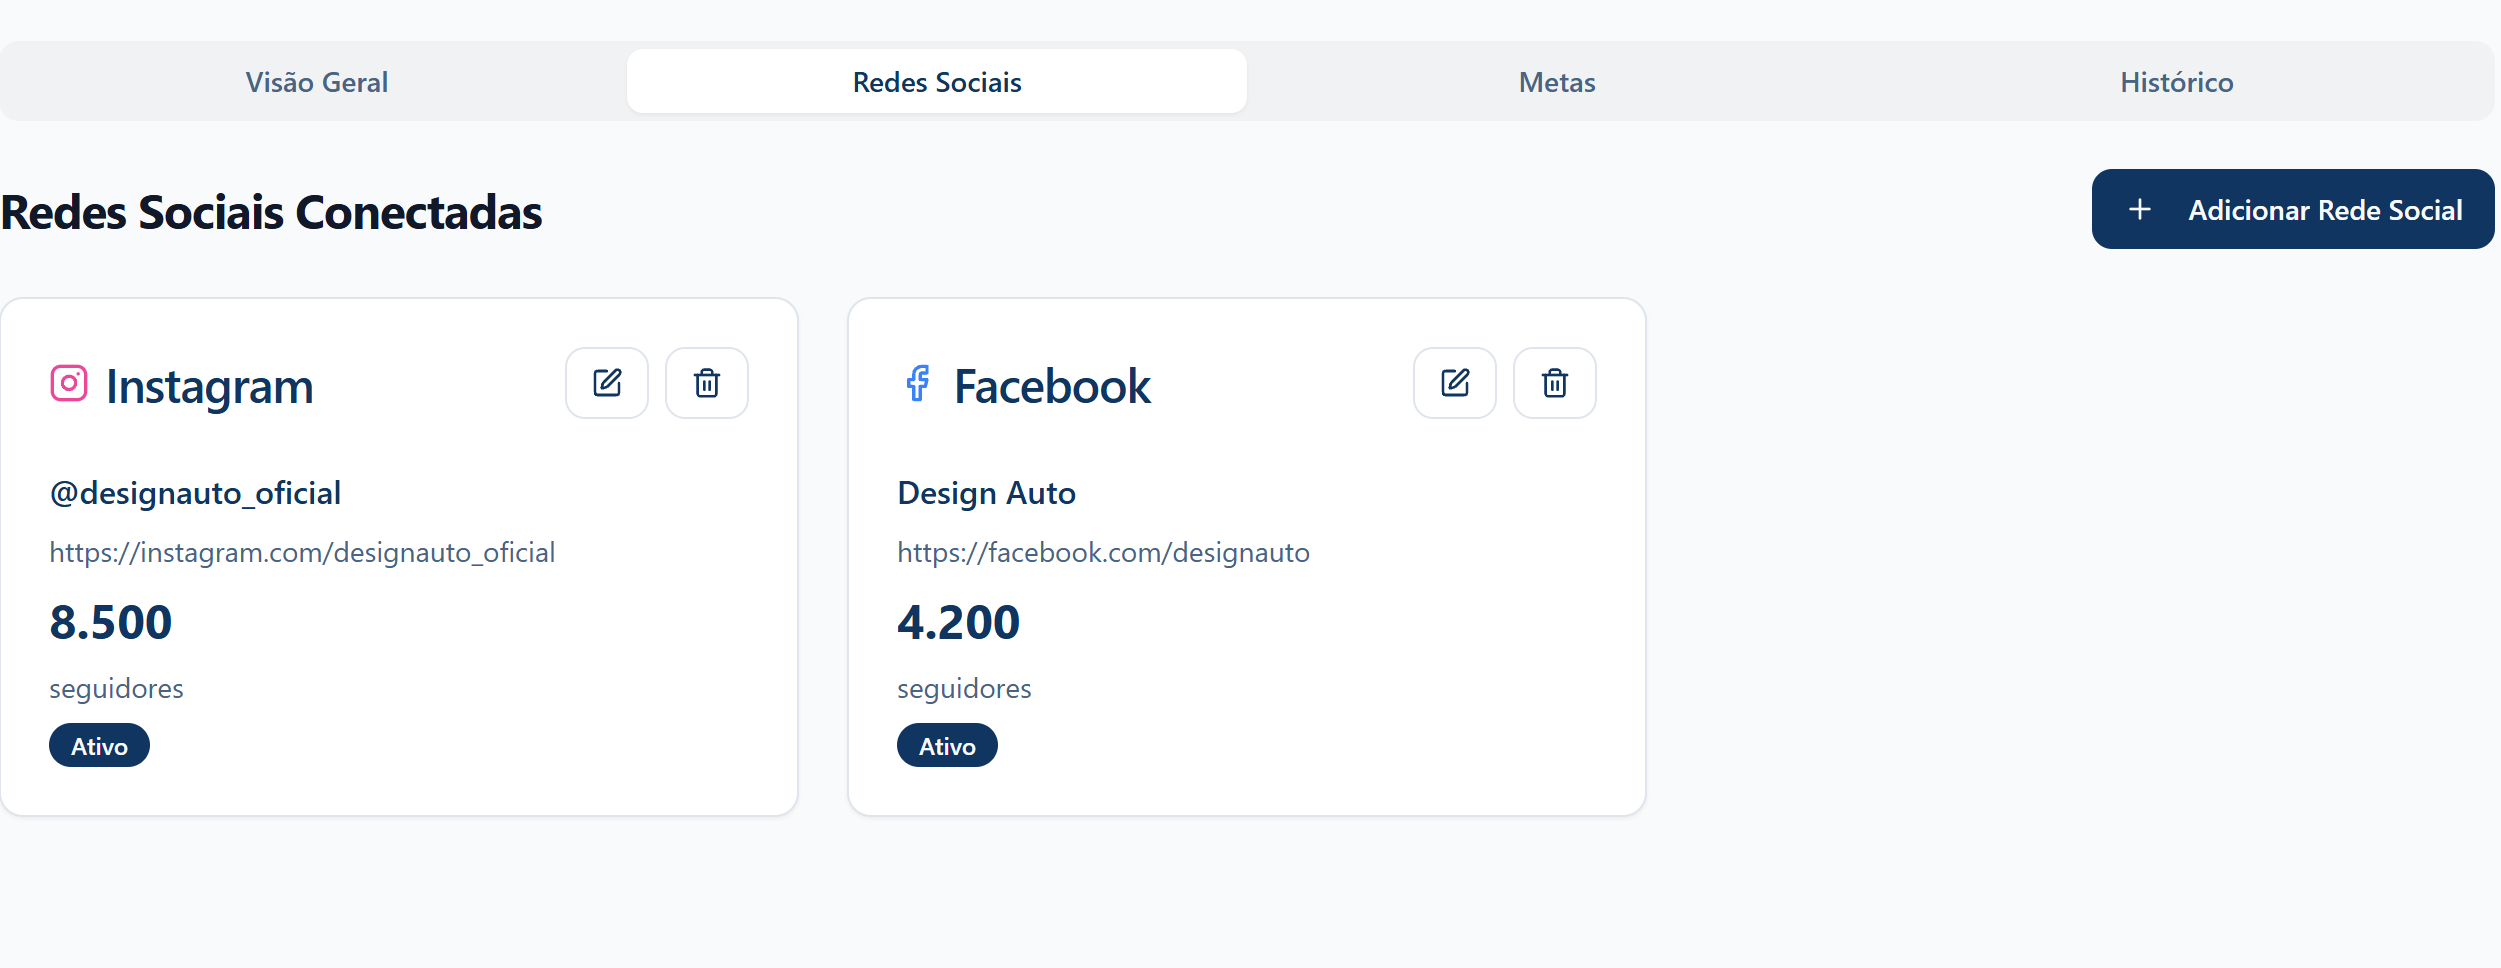 Visão Geral
Redes Sociais
Metas
Histórico
Redes Sociais Conectadas
Adicionar Rede Social
Instagram
@designauto_oficial
https://instagram.com/designauto_oficial
8.500
seguidores
Ativo
Facebook
Design Auto
https://facebook.com/designauto
4.200
seguidores
Ativo